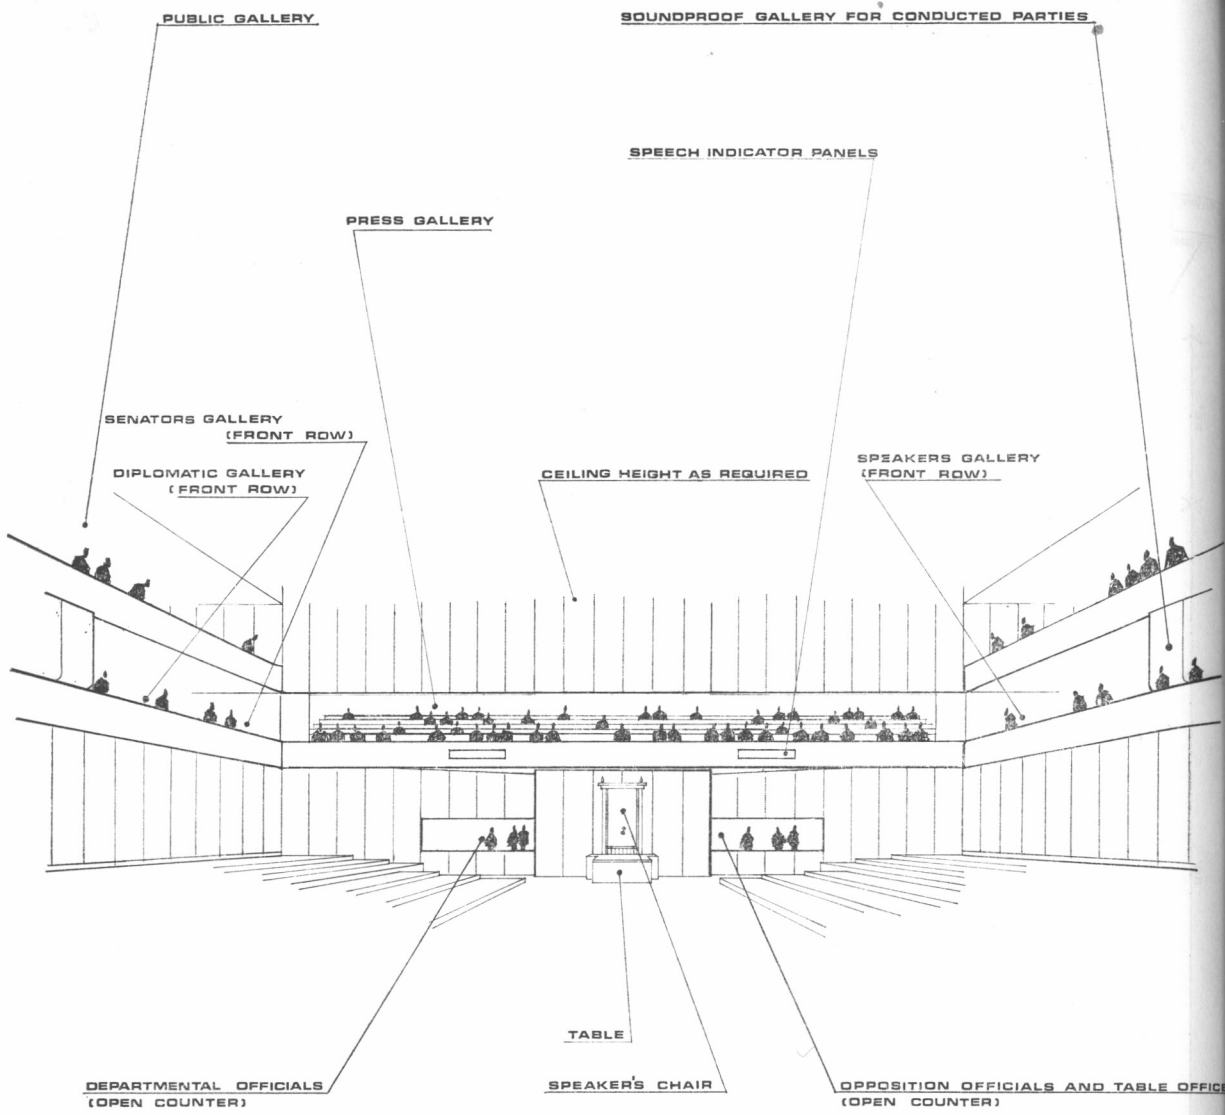 PUBLIC GALLERY
SOUNDPROOF GALLERY FOR CONDUCTED PARTIES
SPEECH INDICATOR PANELS
PRESS GALLERY
SENATORS GALLERY
(FRONT ROW)
DIPLOMATIC GALLERY
(FRONT ROW)
CEILING HEIGHT AS REQUIRED
SPEAKERS GALLERY
(FRONT ROW)
TABLE
DEPARTMENTAL OFFICIALS
(OPEN COUNTER)
SPEAKER'S CHAIR
OPPOSITION OFFICIALS AND TABLE
(OPEN COUNTER)